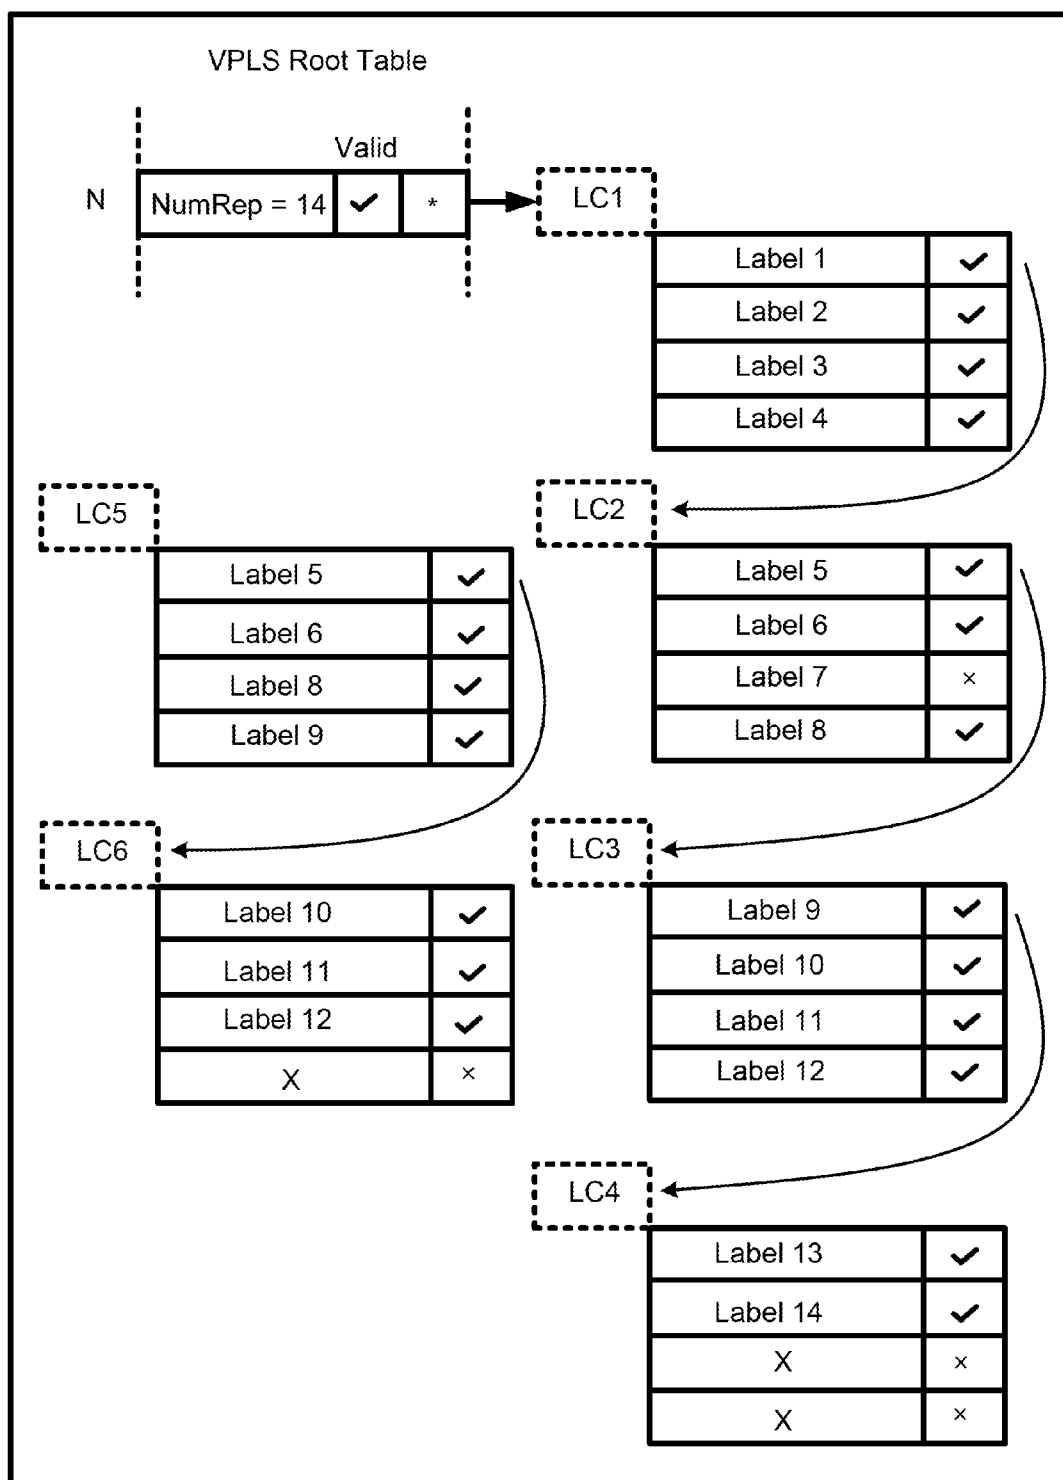 VPLS Root Table
Valid
N
NumRep = 14 ✓ *
LC1
Label 1 ✓
Label 2 ✓
Label 3 ✓
Label 4 ✓
LC5
Label 5 ✓
Label 6 ✓
Label 8 ✓
Label 9 ✓
LC2
Label 5 ✓
Label 6 ✓
Label 7 ×
Label 8 ✓
LC6
Label 10 ✓
Label 11 ✓
Label 12 ✓
X ×
LC3
Label 9 ✓
Label 10 ✓
Label 11 ✓
Label 12 ✓
LC4
Label 13 ✓
Label 14 ✓
X ×
X ×